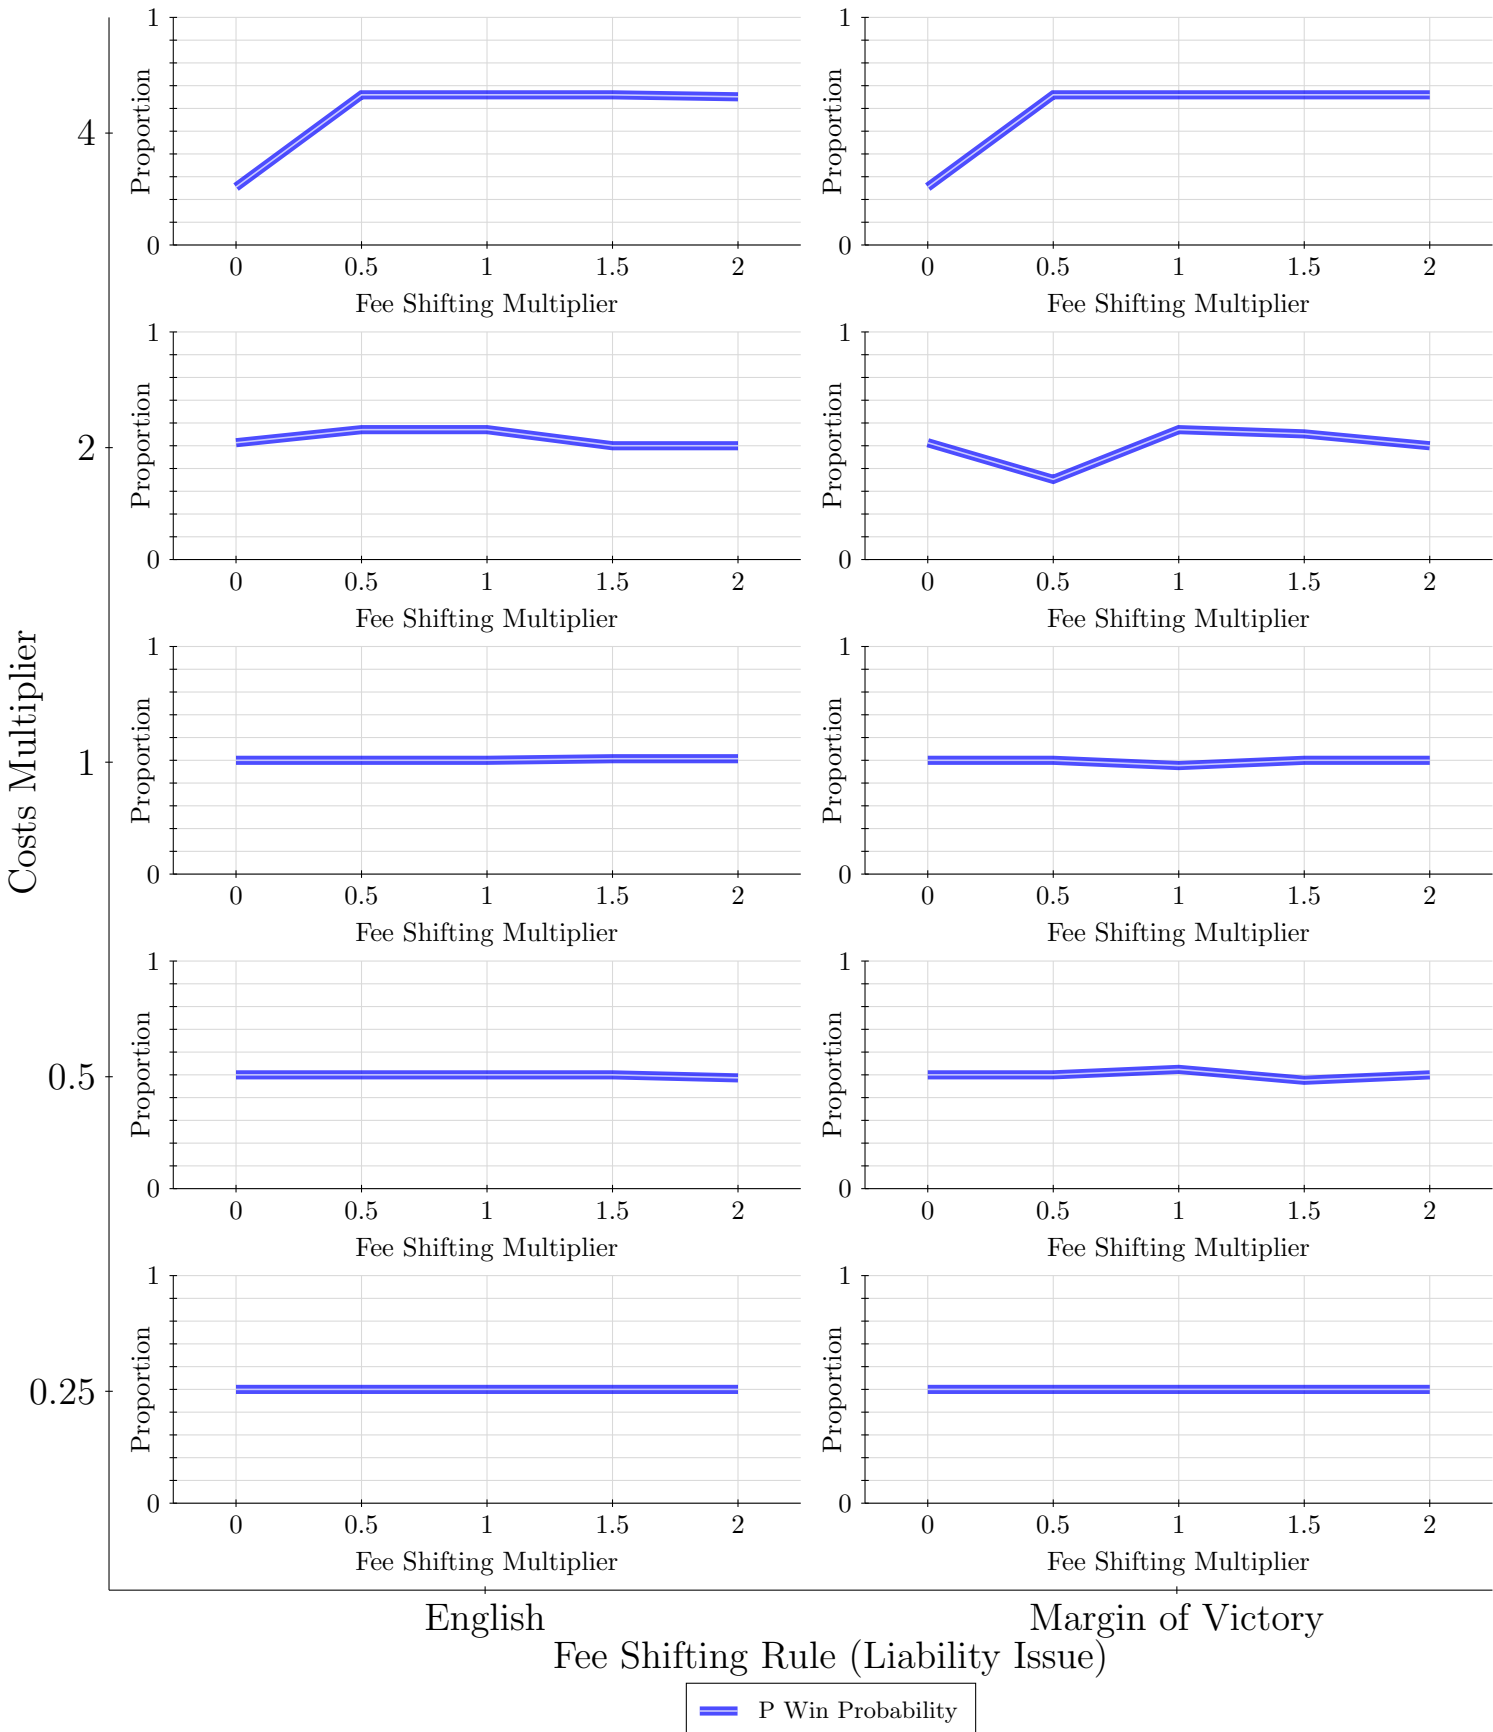 1
Proportion
0
0 0.5 1 1.5 2
Fee Shifting Multiplier
1
Proportion
0
0 0.5 1 1.5 2
Fee Shifting Multiplier
4
1
Proportion
0
0 0.5 1 1.5 2
Fee Shifting Multiplier
1
Proportion
0
0 0.5 1 1.5 2
Fee Shifting Multiplier
2
1
Proportion
0
0 0.5 1 1.5 2
Fee Shifting Multiplier
1
Proportion
0
0 0.5 1 1.5 2
Fee Shifting Multiplier
1
Costs Multiplier
1
Proportion
0
0 0.5 1 1.5 2
Fee Shifting Multiplier
1
Proportion
0
0 0.5 1 1.5 2
Fee Shifting Multiplier
0.5
1
Proportion
0
0 0.5 1 1.5 2
Fee Shifting Multiplier
1
Proportion
0
0 0.5 1 1.5 2
Fee Shifting Multiplier
0.25
English
Margin of Victory
Fee Shifting Rule (Liability Issue)
P Win Probability